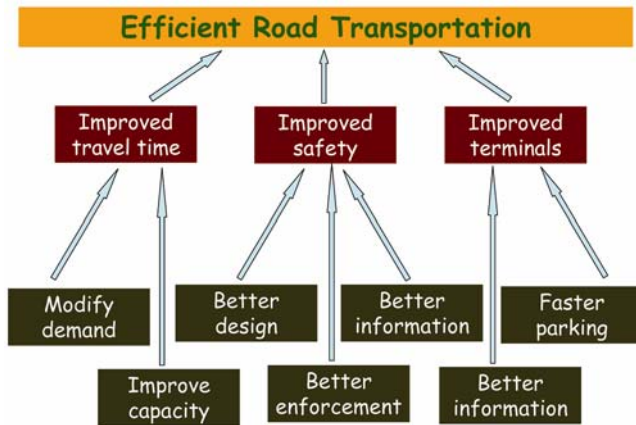 Efficient Road Transportation
Improved
travel time
Improved
safety
Improved
terminals
Modify
demand
Better
design
Better
information
Faster
parking
Improve
capacity
Better
enforcement
Better
information